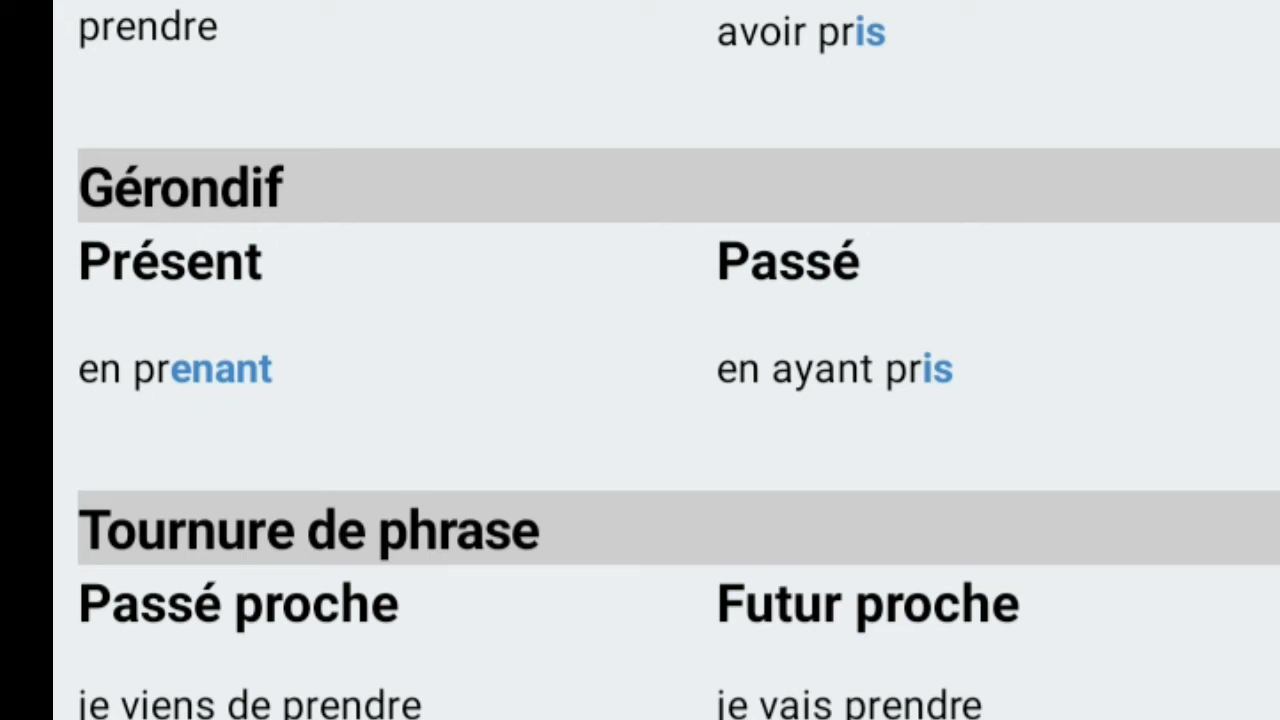 prendre avoir pris
Gérondif
Présent Passé
en prenant en ayant pris
Tournure de phrase
Passé proche Futur proche
je viens de prendre je vais prendre